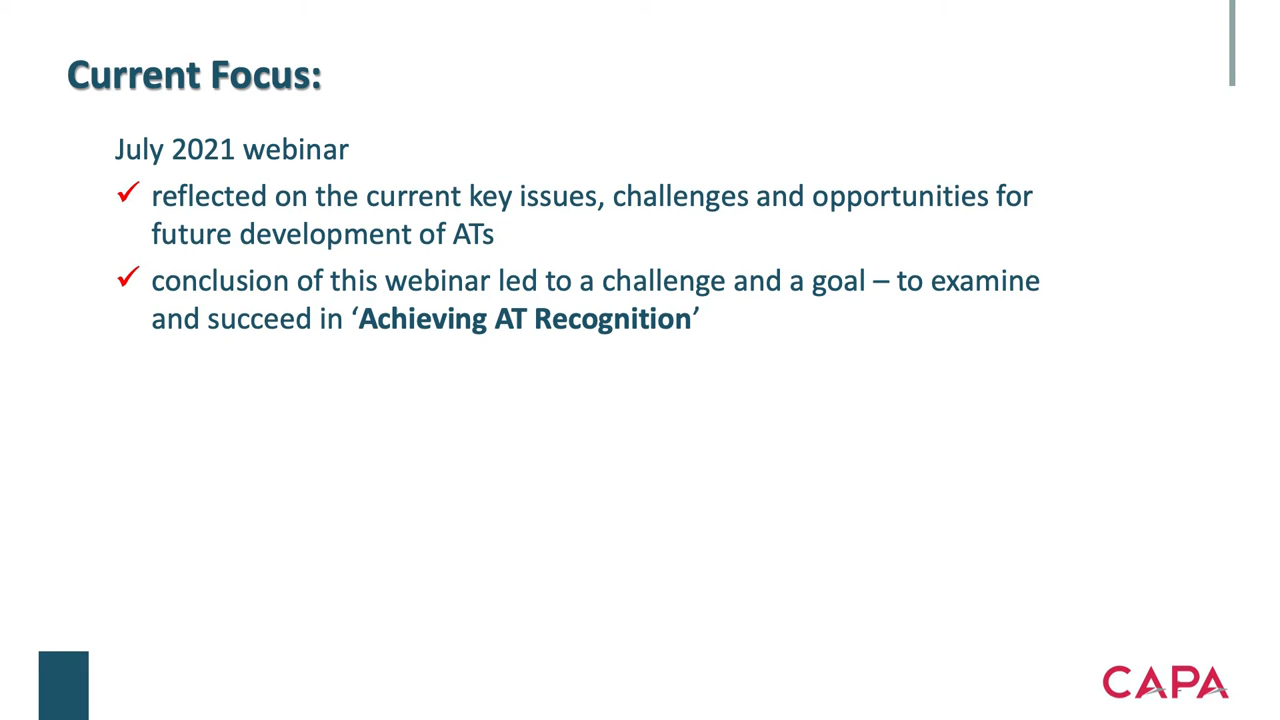 Current Focus:
July 2021 webinar
✓ reflected on the current key issues, challenges and opportunities for
future development of ATs
✓ conclusion of this webinar led to a challenge and a goal – to examine
and succeed in ‘Achieving AT Recognition’
CAPA